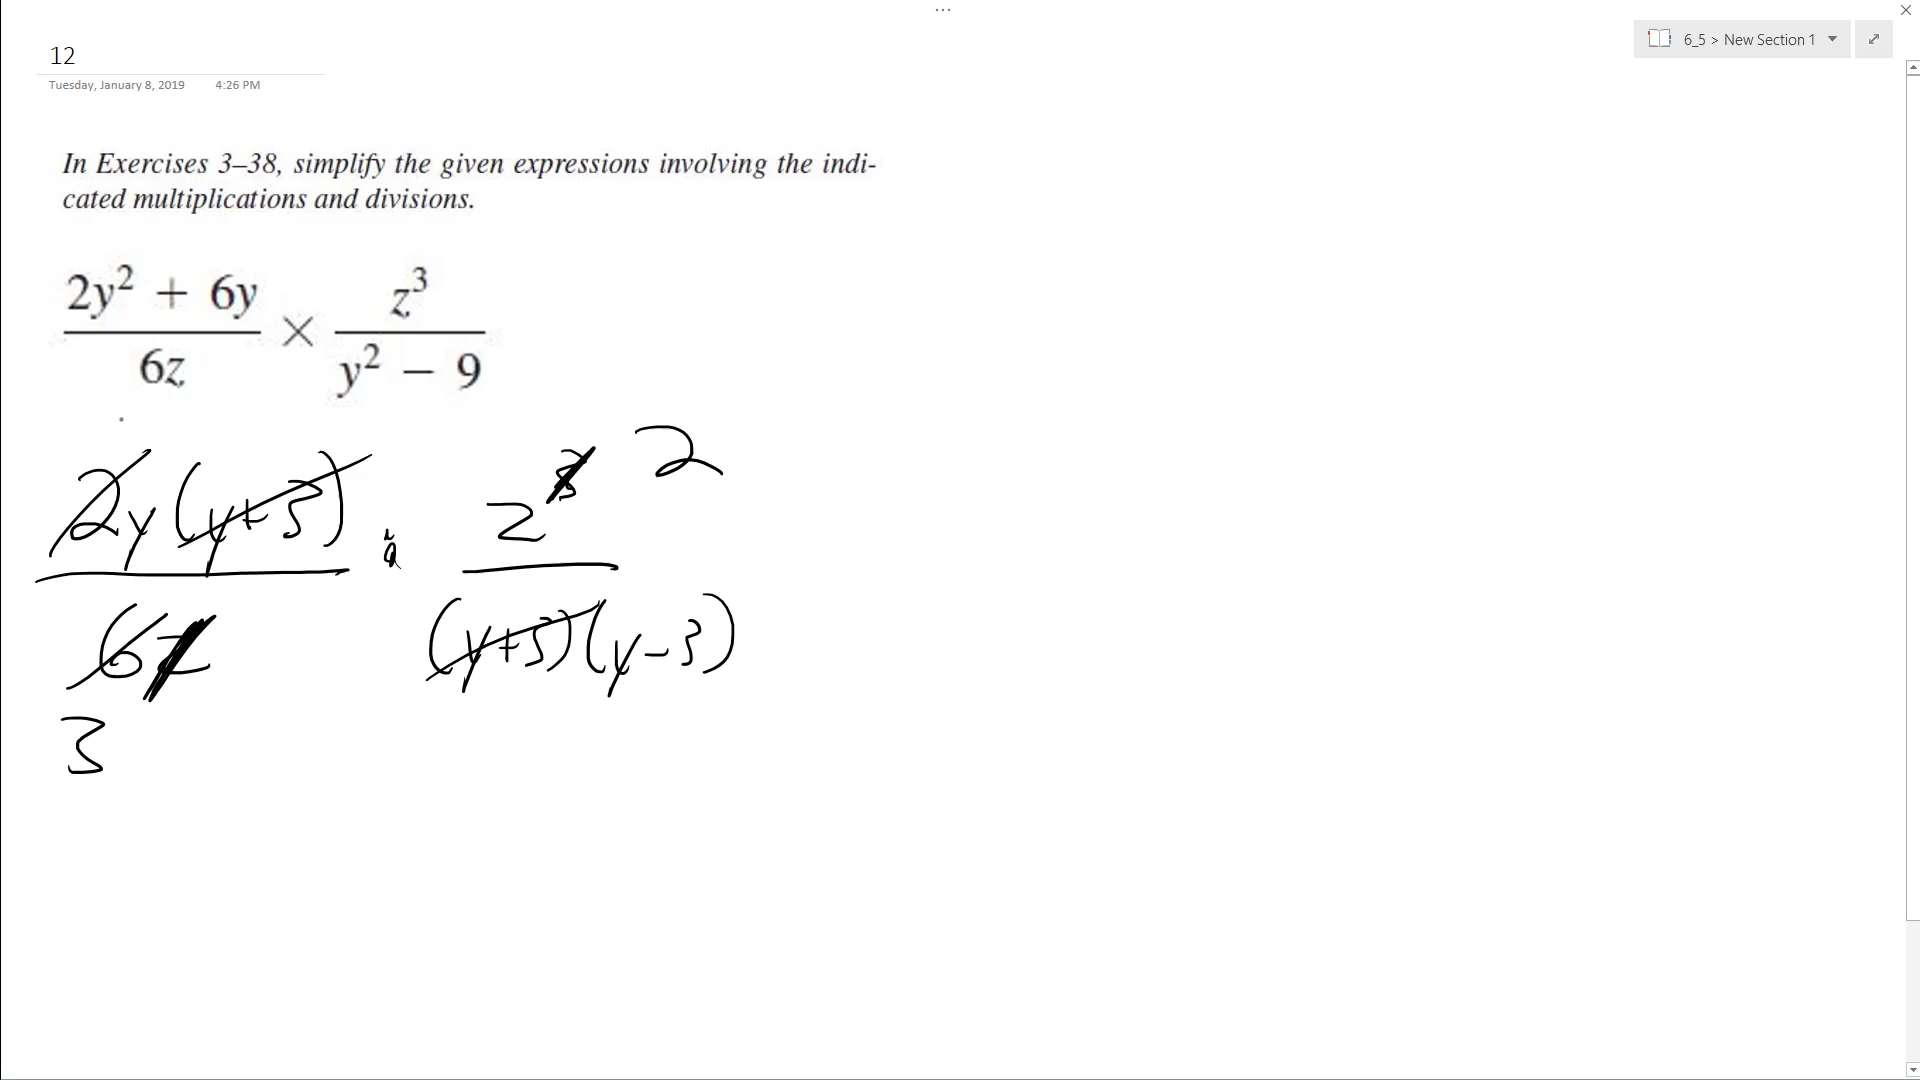 12
Tuesday, January 8, 2019 4:26 PM
6_5 > New Section 1
In Exercises 3–38, simplify the given expressions involving the indi-
cated multiplications and divisions.
2y² + 6y z³
×
6z y² − 9
2y(y+3) z³ 2
6z (y+3)(y-3)
3